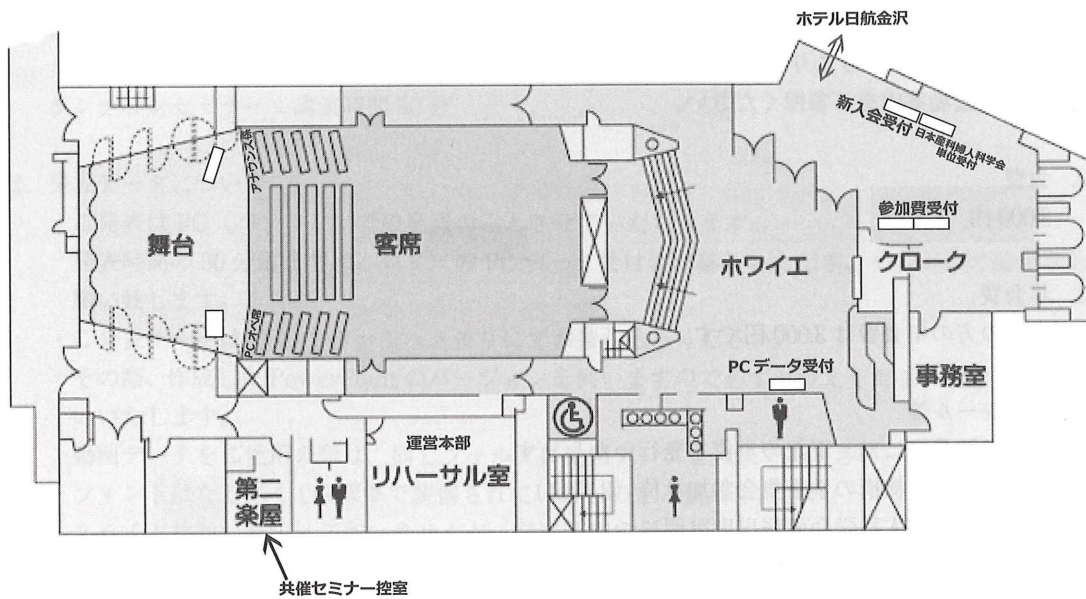 ホテル日航金沢
新入会受付
日本産科婦人科学会
単位受付
アナウンス係
参加費受付
舞台
客席
ホワイエ
クローク
PCオペ席
PCデータ受付
事務室
運営本部
リハーサル室
第二
楽屋
共催セミナー控室